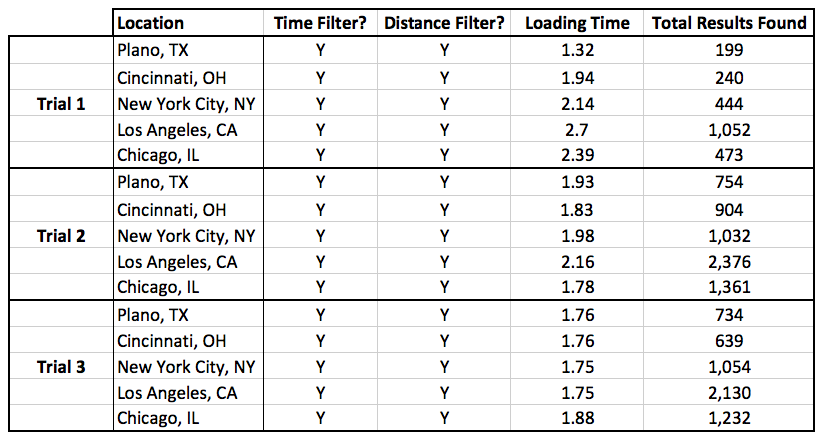 Location Time Filter? Distance Filter? Loading Time Total Results Found
Plano, TX Y Y 1.32 199
Cincinnati, OH Y Y 1.94 240
Trial 1 New York City, NY Y Y 2.14 444
Los Angeles, CA Y Y 2.7 1,052
Chicago, IL Y Y 2.39 473
Plano, TX Y Y 1.93 754
Cincinnati, OH Y Y 1.83 904
Trial 2 New York City, NY Y Y 1.98 1,032
Los Angeles, CA Y Y 2.16 2,376
Chicago, IL Y Y 1.78 1,361
Plano, TX Y Y 1.76 734
Cincinnati, OH Y Y 1.76 639
Trial 3 New York City, NY Y Y 1.75 1,054
Los Angeles, CA Y Y 1.75 2,130
Chicago, IL Y Y 1.88 1,232